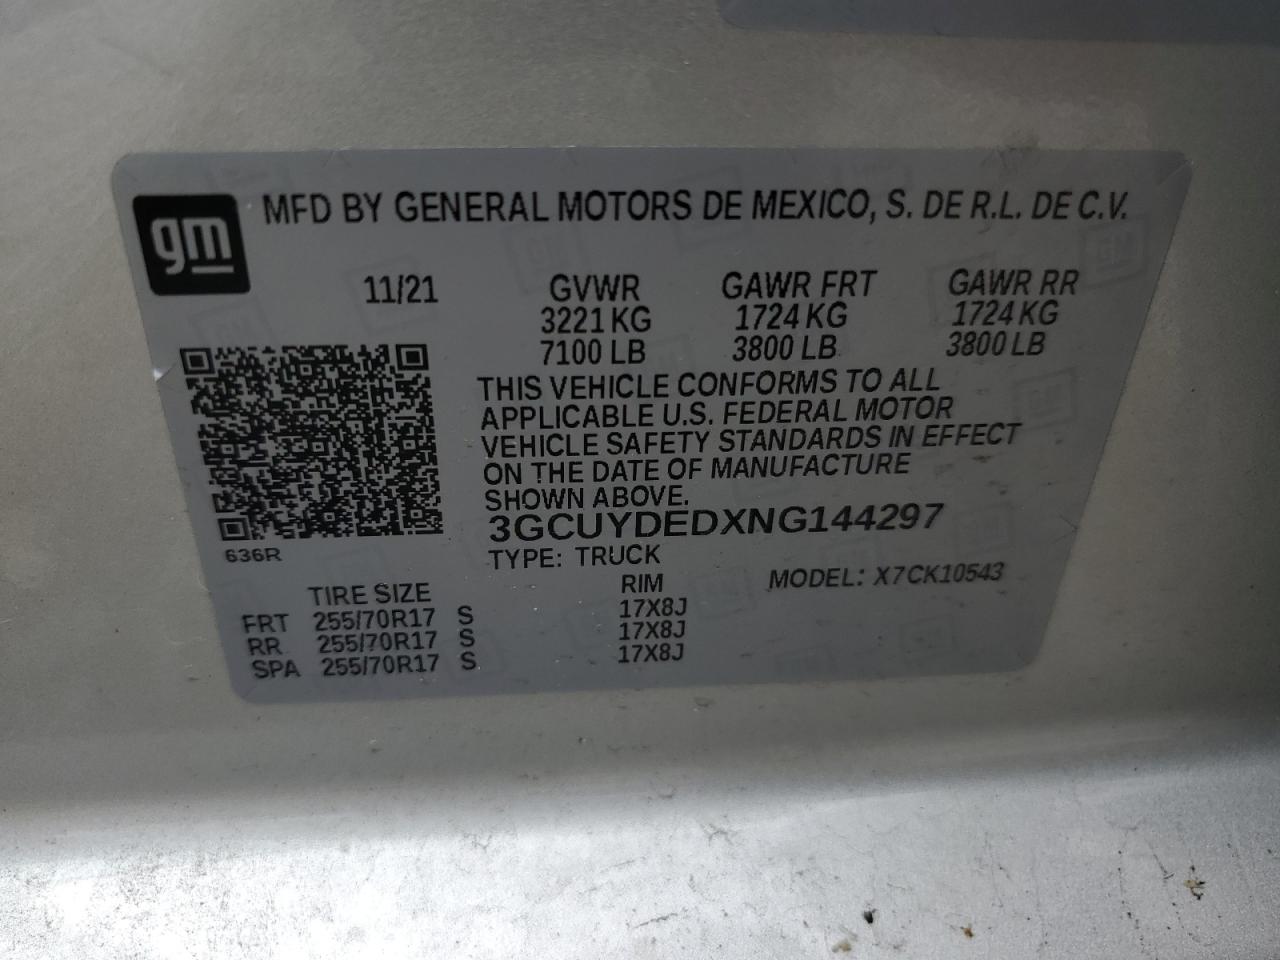 gm MFD BY GENERAL MOTORS DE MEXICO, S. DE R.L. DE C.V.
11/21 GVWR GAWR FRT GAWR RR
3221 KG 1724 KG 1724 KG
7100 LB 3800 LB 3800 LB
THIS VEHICLE CONFORMS TO ALL
APPLICABLE U.S. FEDERAL MOTOR
VEHICLE SAFETY STANDARDS IN EFFECT
ON THE DATE OF MANUFACTURE
SHOWN ABOVE.
3GCUYDEDXNG144297
636R TYPE: TRUCK
TIRE SIZE RIM MODEL: X7CK10543
FRT 255/70R17 S 17X8J
RR 255/70R17 S 17X8J
SPA 255/70R17 S 17X8J